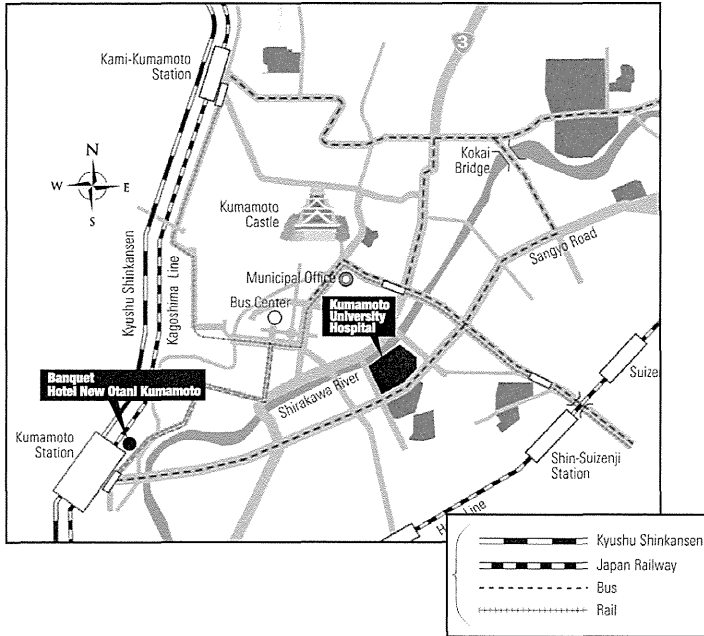 Kami-Kumamoto
Station
3
Kokai
Bridge
N
W
E
S
Kumamoto
Castle
Sangyo Road
Kyushu Shinkansen
Kagoshima Line
Municipal Office
Bus Center
Kumamoto
University
Hospital
Banquet
Hotel New Otani Kumamoto
Shirakawa River
Suize
Kumamoto
Station
Shin-Suizenji
Station
Line
Kyushu Shinkansen
Japan Railway
Bus
Rail